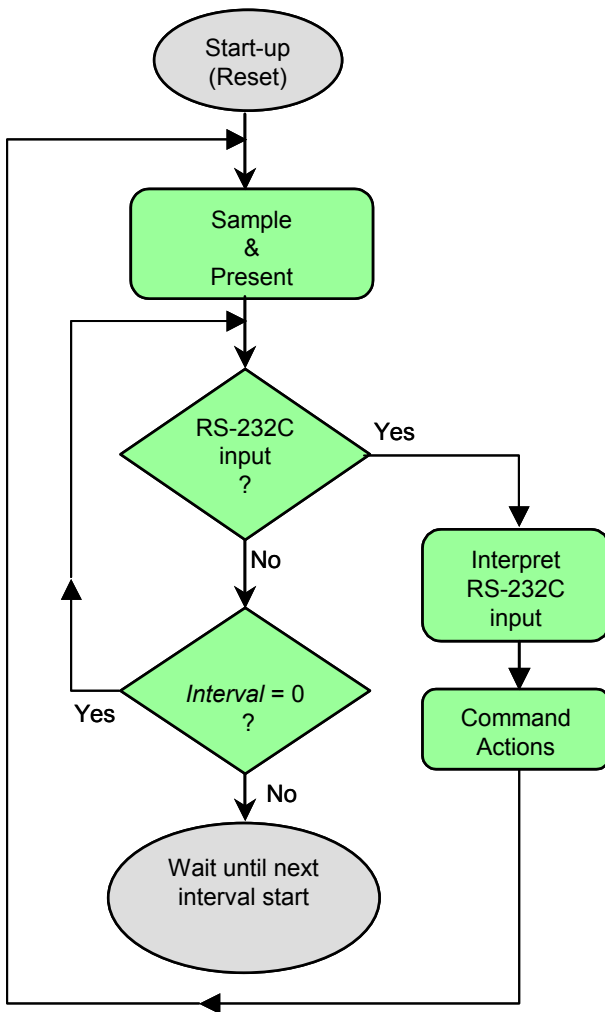 Start-up
(Reset)
Sample
&
Present
RS-232C
input
?
Yes
No
Interpret
RS-232C
input
Interval = 0
?
Yes
Command
Actions
No
Wait until next
interval start